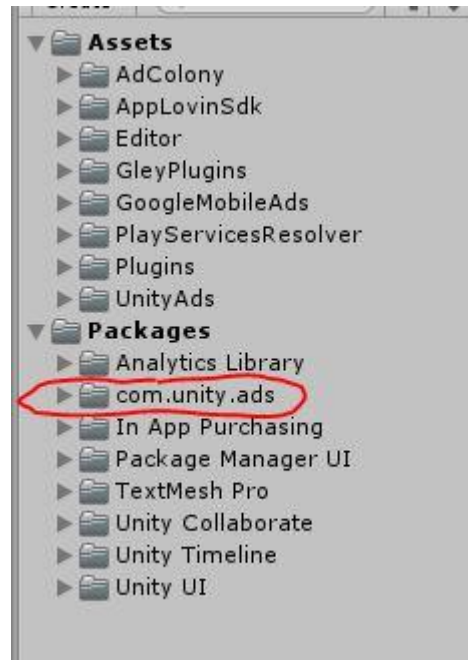 Assets
AdColony
AppLovinSdk
Editor
GleyPlugins
GoogleMobileAds
PlayServicesResolver
Plugins
UnityAds
Packages
Analytics Library
com.unity.ads
In App Purchasing
Package Manager UI
TextMesh Pro
Unity Collaborate
Unity Timeline
Unity UI